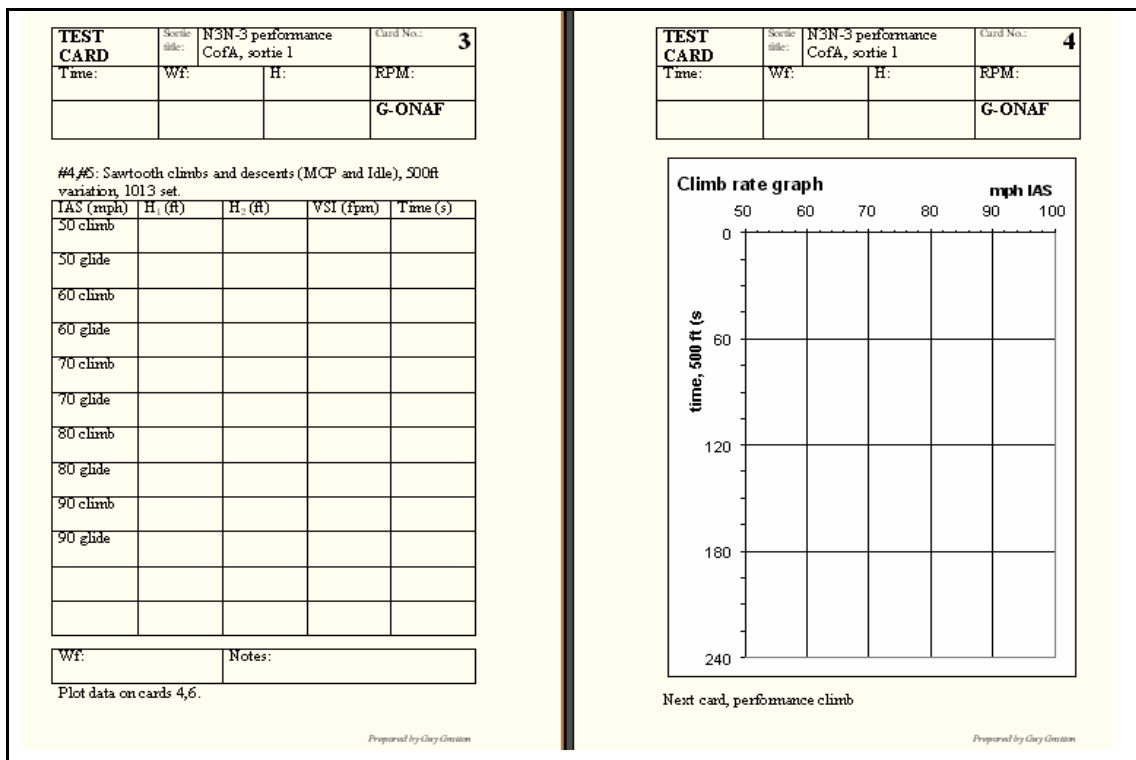 TEST CARD
Sortie title:
N3N-3 performance
CofA, sortie 1
Card No.:
3
Time: Wf: H: RPM:
G-ONAF
#4,#5: Sawtooth climbs and descents (MCP and Idle), 500ft
variation, 1013 set.
IAS (mph) H1 (ft) H2 (ft) VSI (fpm) Time (s)
50 climb
50 glide
60 climb
60 glide
70 climb
70 glide
80 climb
80 glide
90 climb
90 glide
Wf: Notes:
Plot data on cards 4,6.
Prepared by Guy Gratton
TEST CARD
Sortie title:
N3N-3 performance
CofA, sortie 1
Card No.:
4
Time: Wf: H: RPM:
G-ONAF
Climb rate graph
mph IAS
50 60 70 80 90 100
0
60
120
180
240
time, 500 ft (s
Next card, performance climb
Prepared by Guy Gratton